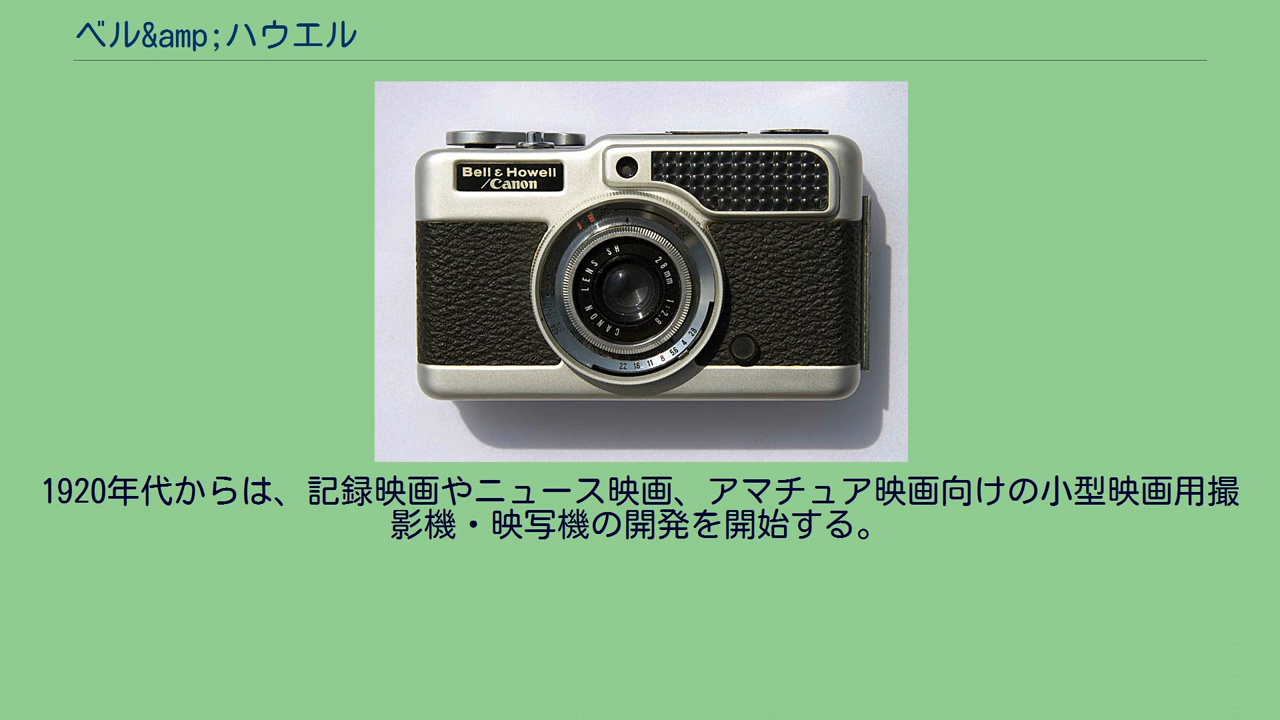 ベル&amp;ハウエル
Bell & Howell
/Canon
CANON LENS SH 28mm 1:2.8
22 16 11 8 5.6 4 2.8
1920年代からは、記録映画やニュース映画、アマチュア映画向けの小型映画用撮
影機・映写機の開発を開始する。